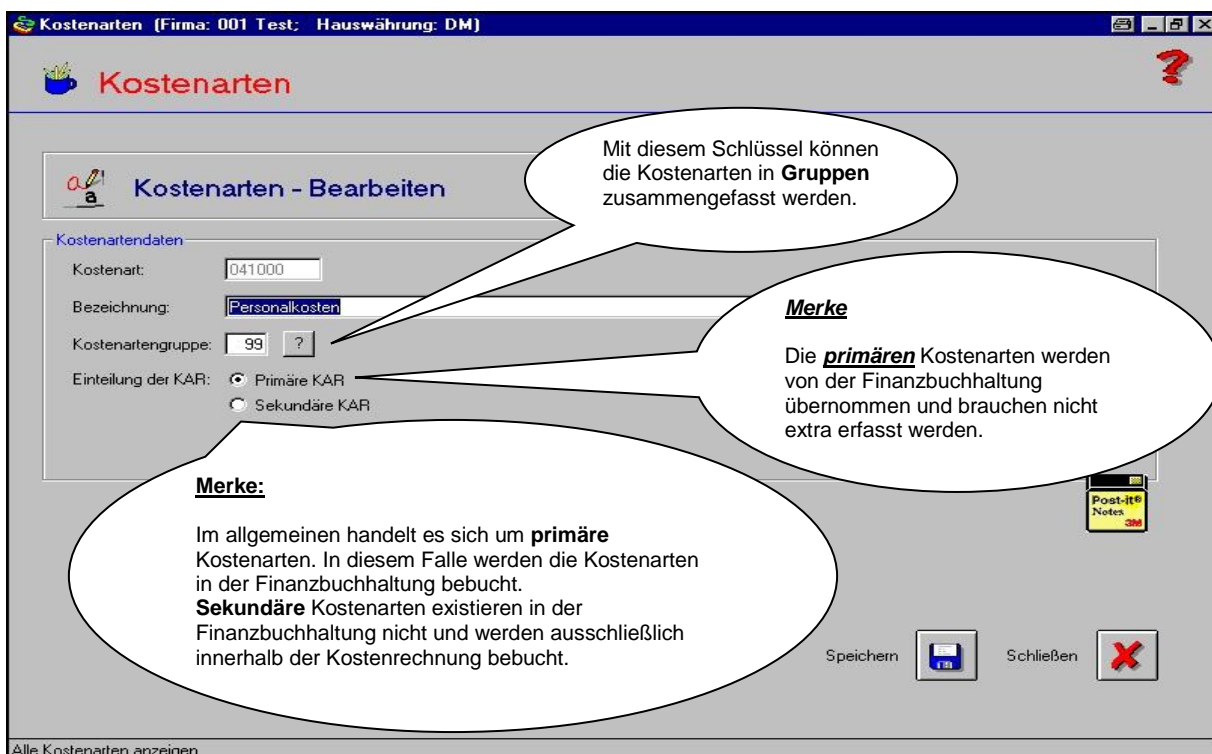 Kostenarten (Firma: 001 Test; Hauswährung: DM)
Kostenarten
?
Mit diesem Schlüssel können
die Kostenarten in Gruppen
zusammengefasst werden.
a
a
Kostenarten - Bearbeiten
Kostenartendaten
Kostenart: 041000
Bezeichnung: Personalkosten
Kostenartengruppe: 99 ?
Einteilung der KAR: Primäre KAR
Sekundäre KAR
Merke
Die primären Kostenarten werden
von der Finanzbuchhaltung
übernommen und brauchen nicht
extra erfasst werden.
Merke:
Im allgemeinen handelt es sich um primäre
Kostenarten. In diesem Falle werden die Kostenarten
in der Finanzbuchhaltung bebucht.
Sekundäre Kostenarten existieren in der
Finanzbuchhaltung nicht und werden ausschließlich
innerhalb der Kostenrechnung bebucht.
Post-it®
Notes
3M
Speichern
Schließen
Alle Kostenarten anzeigen